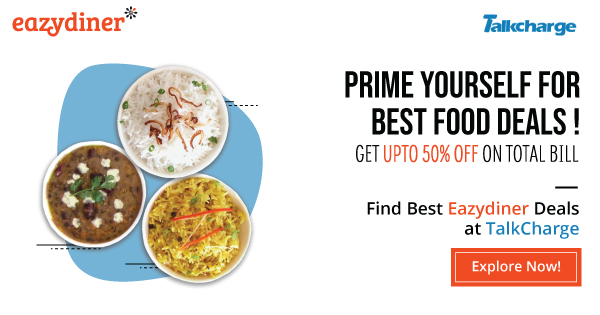 eazydiner
Talkcharge
PRIME YOURSELF FOR
BEST FOOD DEALS !
GET UPTO 50% OFF ON TOTAL BILL
Find Best Eazydiner Deals
at TalkCharge
Explore Now!